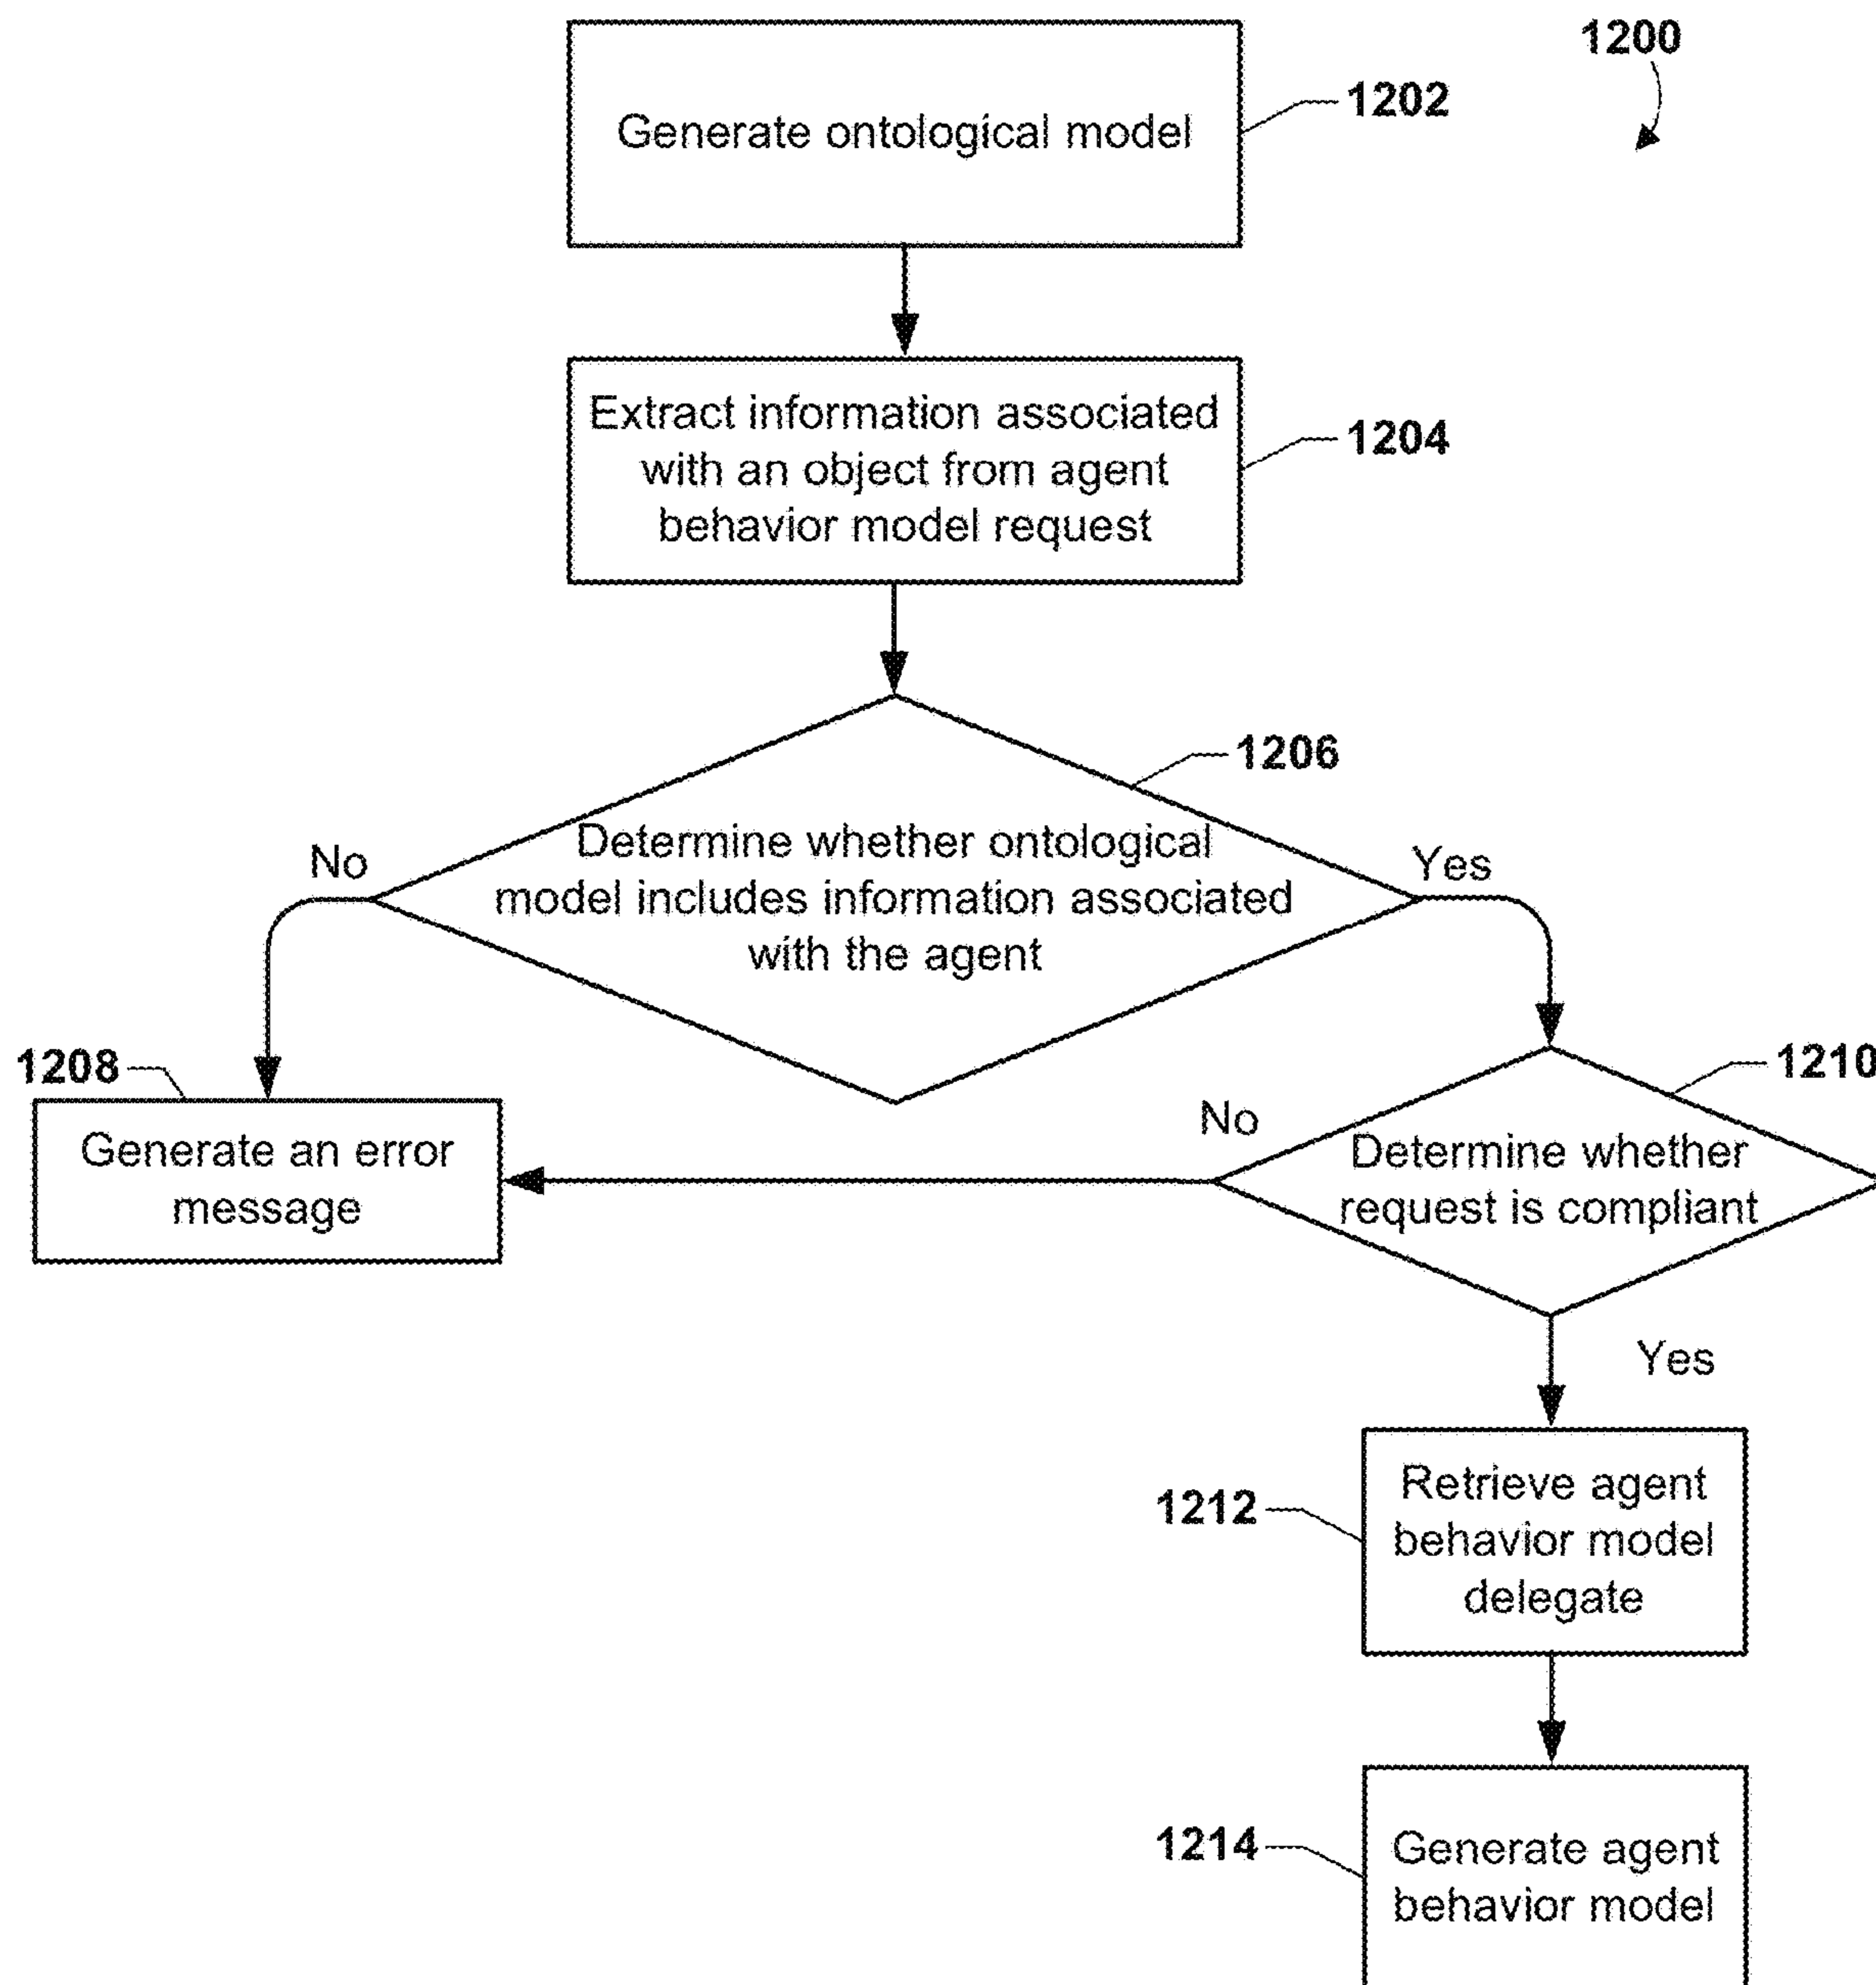 1200
Generate ontological model
1202
Extract information associated
with an object from agent
behavior model request
1204
1206
Determine whether ontological
model includes information associated
with the agent
No
Yes
1208
Generate an error
message
1210
No
Determine whether
request is compliant
Yes
1212
Retrieve agent
behavior model
delegate
1214
Generate agent
behavior model